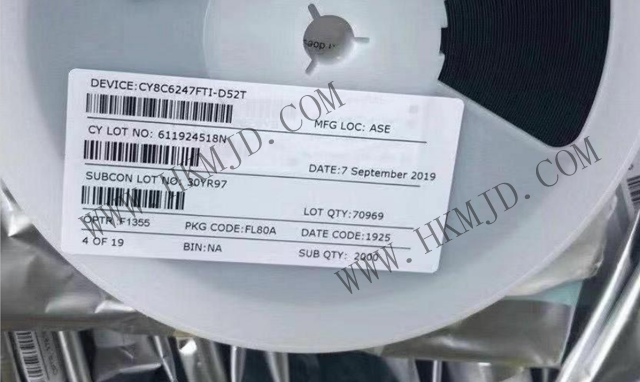 DEVICE:CY8C6247FTI-D52T
MFG LOC: ASE
CY LOT NO: 611924518N
DATE:7 September 2019
SUBCON LOT NO: 30YR97
LOT QTY:70969
OPTR: F1355 PKG CODE:FL80A DATE CODE:1925
4 OF 19 BIN:NA SUB QTY: 2000
WWW.HKMJD.COM
WWW.HKMJD.COM